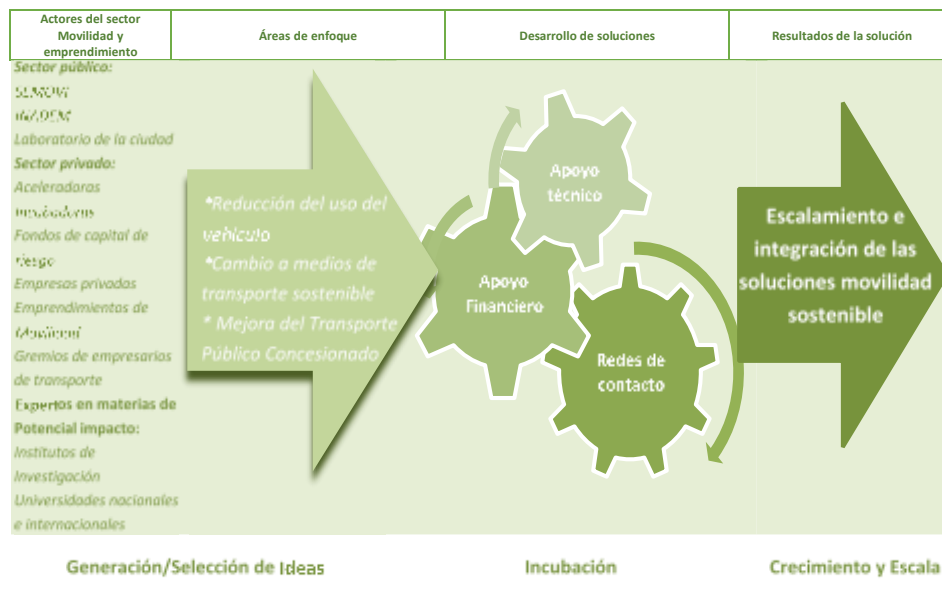 Actores del sector
Movilidad y
emprendimiento
Áreas de enfoque
Desarrollo de soluciones
Resultados de la solución
Sector público:
SEMOVI
INADEM
Laboratorio de la ciudad
Sector privado:
Aceleradoras
Incubadoras
Fondos de capital de
riesgo
Empresas privadas
Emprendimientos de
Gremios de empresarios
de transporte
Expertos en materias de
Potencial impacto:
Institutos de
Investigación
Universidades nacionales
e internacionales
*Reducción del uso del
vehículo
*Cambio a medios de
transporte sostenible
* Mejora del Transporte
Público Concesionado
Apoyo
técnico
Apoyo
Financiero
Redes de
contacto
Escalamiento e
integración de las
soluciones movilidad
sostenible
Generación/Selección de Ideas
Incubación
Crecimiento y Escala